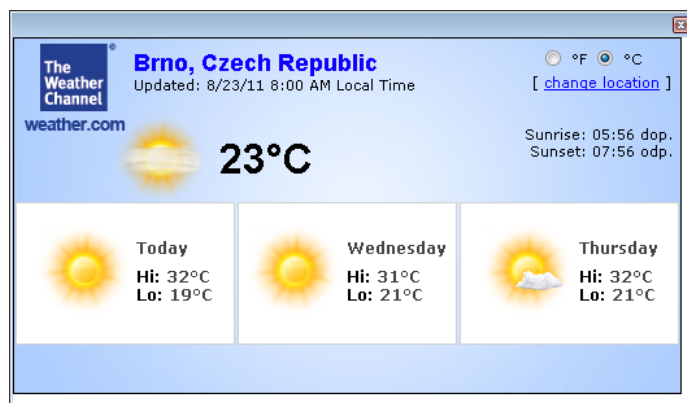 The
Weather
Channel
®
weather.com
Brno, Czech Republic
Updated: 8/23/11 8:00 AM Local Time
°F °C
[ change location ]
23°C
Sunrise: 05:56 dop.
Sunset: 07:56 odp.
Today
Hi: 32°C
Lo: 19°C
Wednesday
Hi: 31°C
Lo: 21°C
Thursday
Hi: 32°C
Lo: 21°C